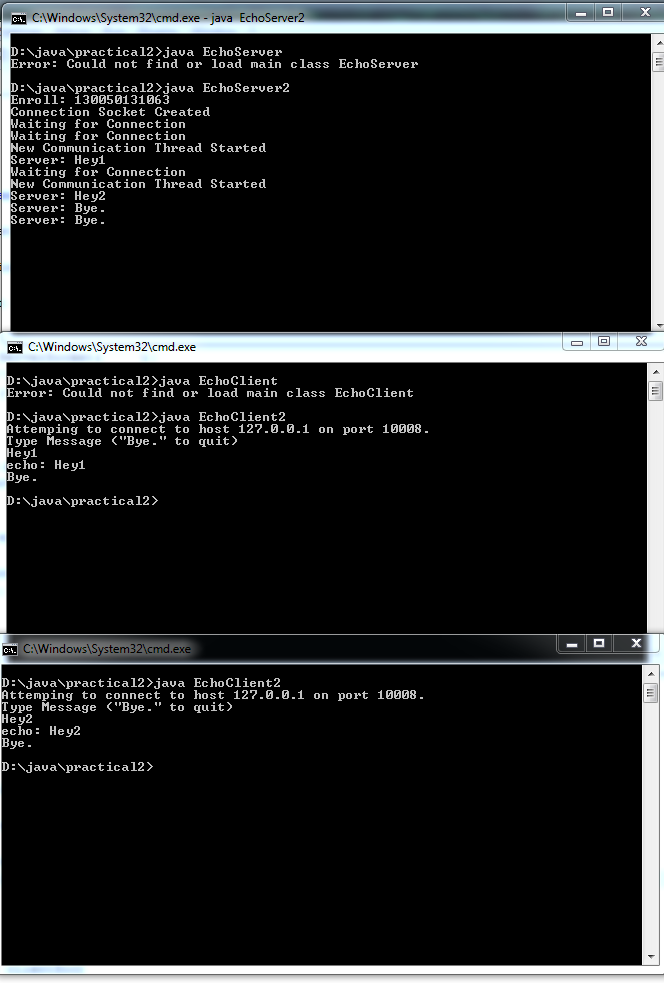 C:\Windows\System32\cmd.exe - java  EchoServer2
D:\java\practical2>java EchoServer
Error: Could not find or load main class EchoServer
D:\java\practical2>java EchoServer2
Enroll: 130050131063
Connection Socket Created
Waiting for Connection
Waiting for Connection
New Communication Thread Started
Server: Hey1
Waiting for Connection
New Communication Thread Started
Server: Hey2
Server: Bye.
Server: Bye.
C:\Windows\System32\cmd.exe
D:\java\practical2>java EchoClient
Error: Could not find or load main class EchoClient
D:\java\practical2>java EchoClient2
Attemping to connect to host 127.0.0.1 on port 10008.
Type Message ("Bye." to quit)
Hey1
echo: Hey1
Bye.
D:\java\practical2>
C:\Windows\System32\cmd.exe
D:\java\practical2>java EchoClient2
Attemping to connect to host 127.0.0.1 on port 10008.
Type Message ("Bye." to quit)
Hey2
echo: Hey2
Bye.
D:\java\practical2>